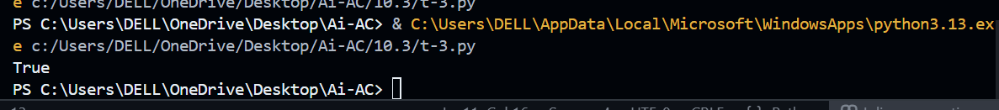 e c:/Users/DELL/OneDrive/Desktop/Ai-AC/10.3/t-3.py
PS C:\Users\DELL\OneDrive\Desktop\Ai-AC> & C:\Users\DELL\AppData\Local\Microsoft\WindowsApps\python3.13.ex
e c:/Users/DELL/OneDrive/Desktop/Ai-AC/10.3/t-3.py
True
PS C:\Users\DELL\OneDrive\Desktop\Ai-AC>